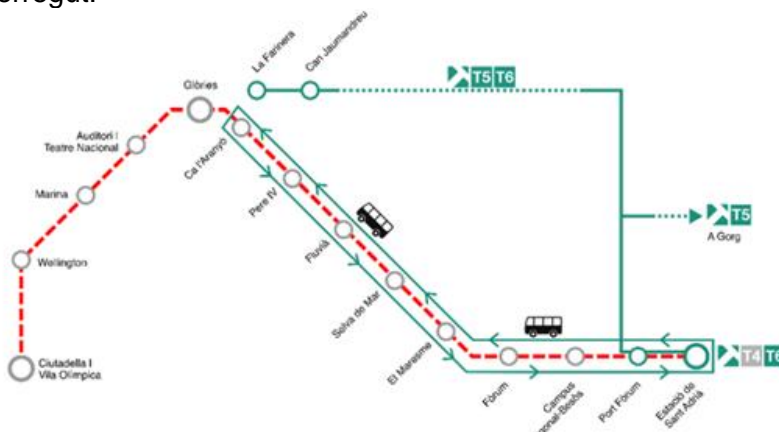 La Farinera
Can Jaumandreu
T5 T6
Glòries
Auditori I
Teatre Nacional
Ca l'Aranyó
Marina
Pere IV
T5
A Gorg
Fluvià
Wellington
Selva de Mar
El Maresme
T4 T6
Ciutadella I
Vila Olímpica
Fòrum
Campus
Port Fòrum
Estació de
Sant Adrià